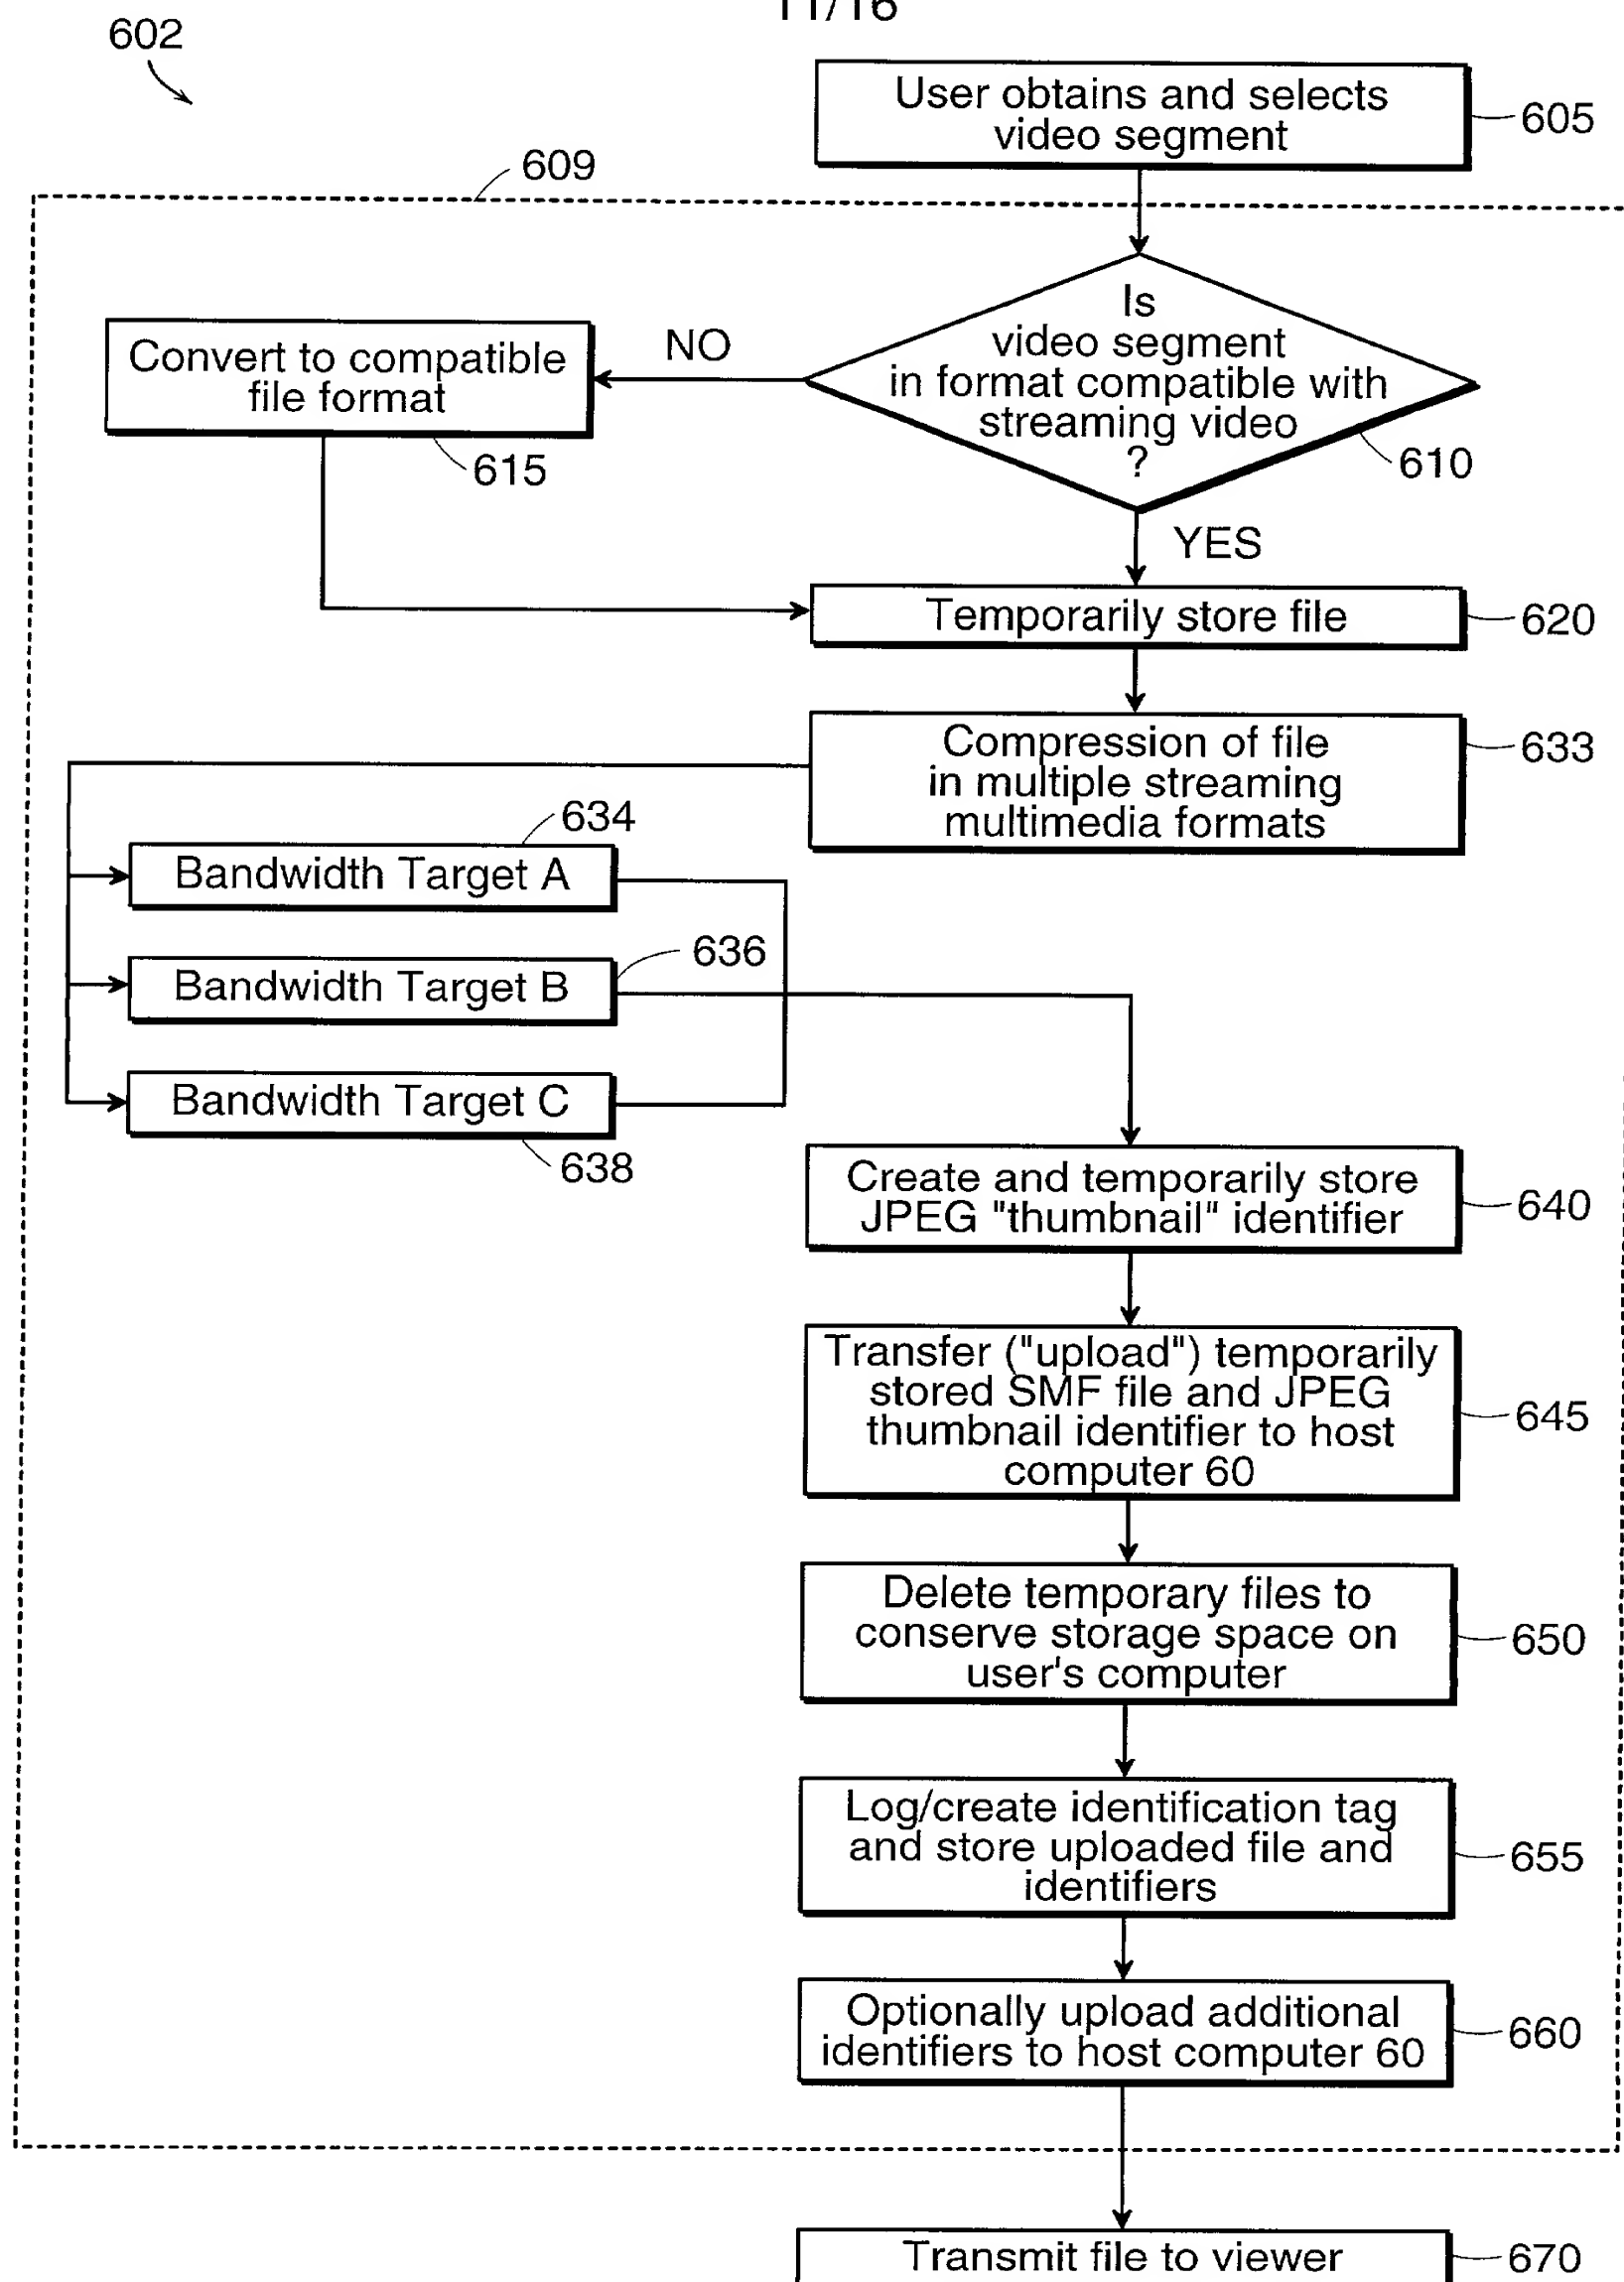 11/16
602
User obtains and selects
video segment
605
609
Is
video segment
in format compatible with
streaming video
?
610
NO
Convert to compatible
file format
615
YES
Temporarily store file
620
Compression of file
in multiple streaming
multimedia formats
633
634
Bandwidth Target A
636
Bandwidth Target B
Bandwidth Target C
638
Create and temporarily store
JPEG "thumbnail" identifier
640
Transfer ("upload") temporarily
stored SMF file and JPEG
thumbnail identifier to host
computer 60
645
Delete temporary files to
conserve storage space on
user's computer
650
Log/create identification tag
and store uploaded file and
identifiers
655
Optionally upload additional
identifiers to host computer 60
660
Transmit file to viewer
670